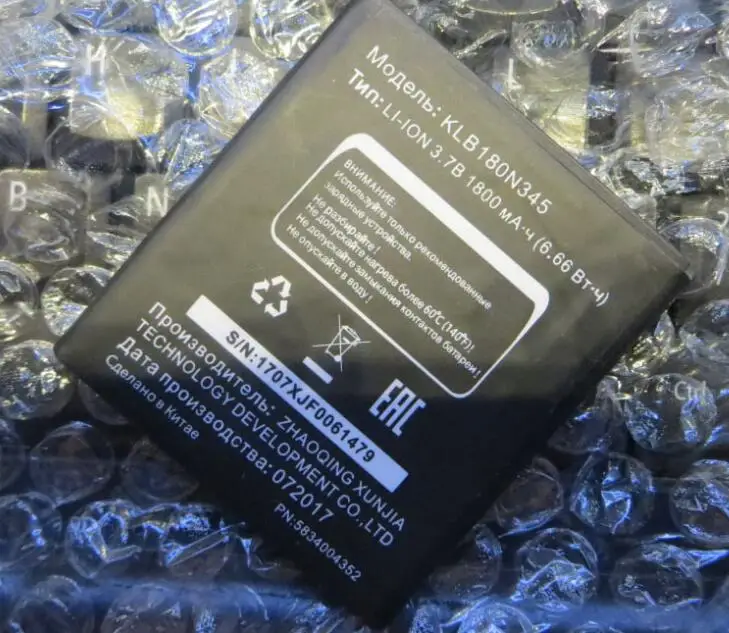 Модель: KLB180N345
Тип: LI-ION 3.7В 1800 мА·ч (6.66 Вт·ч)
ВНИМАНИЕ:
Используйте только рекомендованные
зарядные устройства.
Не разбирайте!
Не допускайте нагрева более 60°C(140°F)!
Не допускайте замыкания контактов батареи!
Не опускайте в воду!
EAC
S/N:1707XJF0061479
Производитель: ZHAOQING XUNJIA
TECHNOLOGY DEVELOPMENT CO.,LTD
Дата производства: 072017
Сделано в Китае
PN:5834004352
H
B
N